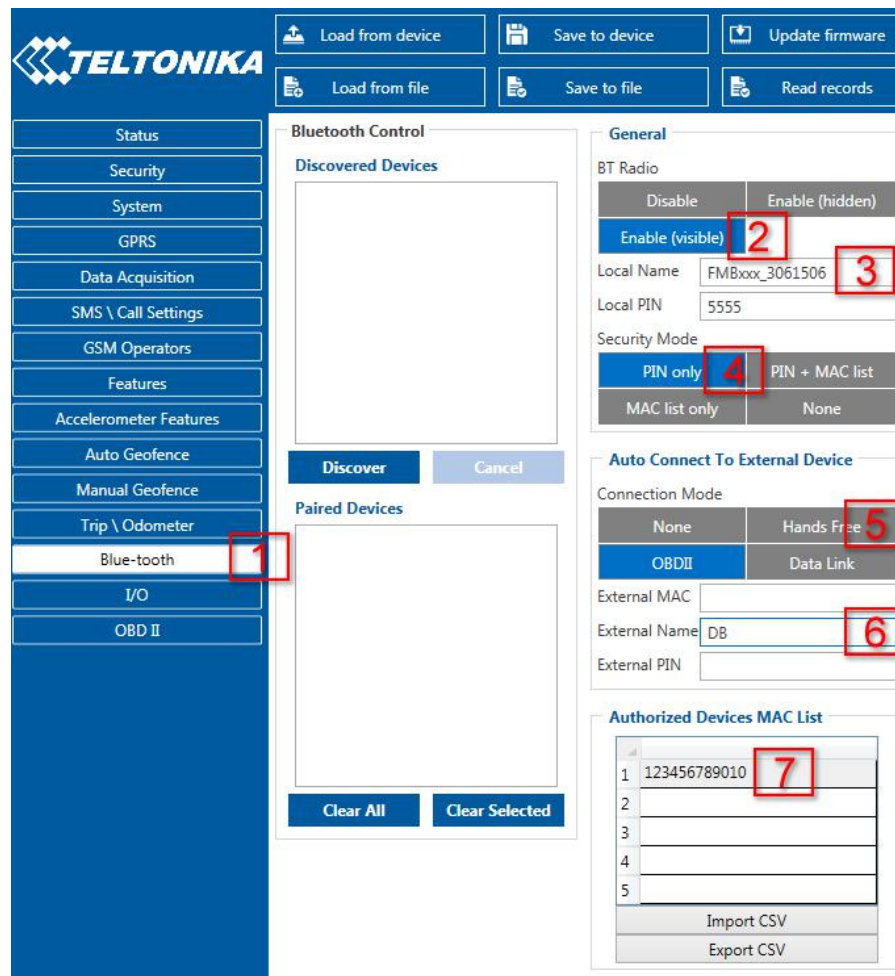 TELTONIKA
Load from device
Save to device
Update firmware
Load from file
Save to file
Read records
Status
Security
System
GPRS
Data Acquisition
SMS \ Call Settings
GSM Operators
Features
Accelerometer Features
Auto Geofence
Manual Geofence
Trip \ Odometer
Blue-tooth 1
I/O
OBD II
Bluetooth Control
Discovered Devices
Discover Cancel
Paired Devices
Clear All Clear Selected
General
BT Radio
Disable Enable (hidden)
Enable (visible) 2
Local Name FMBxxx_3061506 3
Local PIN 5555
Security Mode
PIN only 4 PIN + MAC list
MAC list only None
Auto Connect To External Device
Connection Mode
None Hands Free 5
OBDII Data Link
External MAC
External Name DB 6
External PIN
Authorized Devices MAC List
1 123456789010 7
2
3
4
5
Import CSV
Export CSV